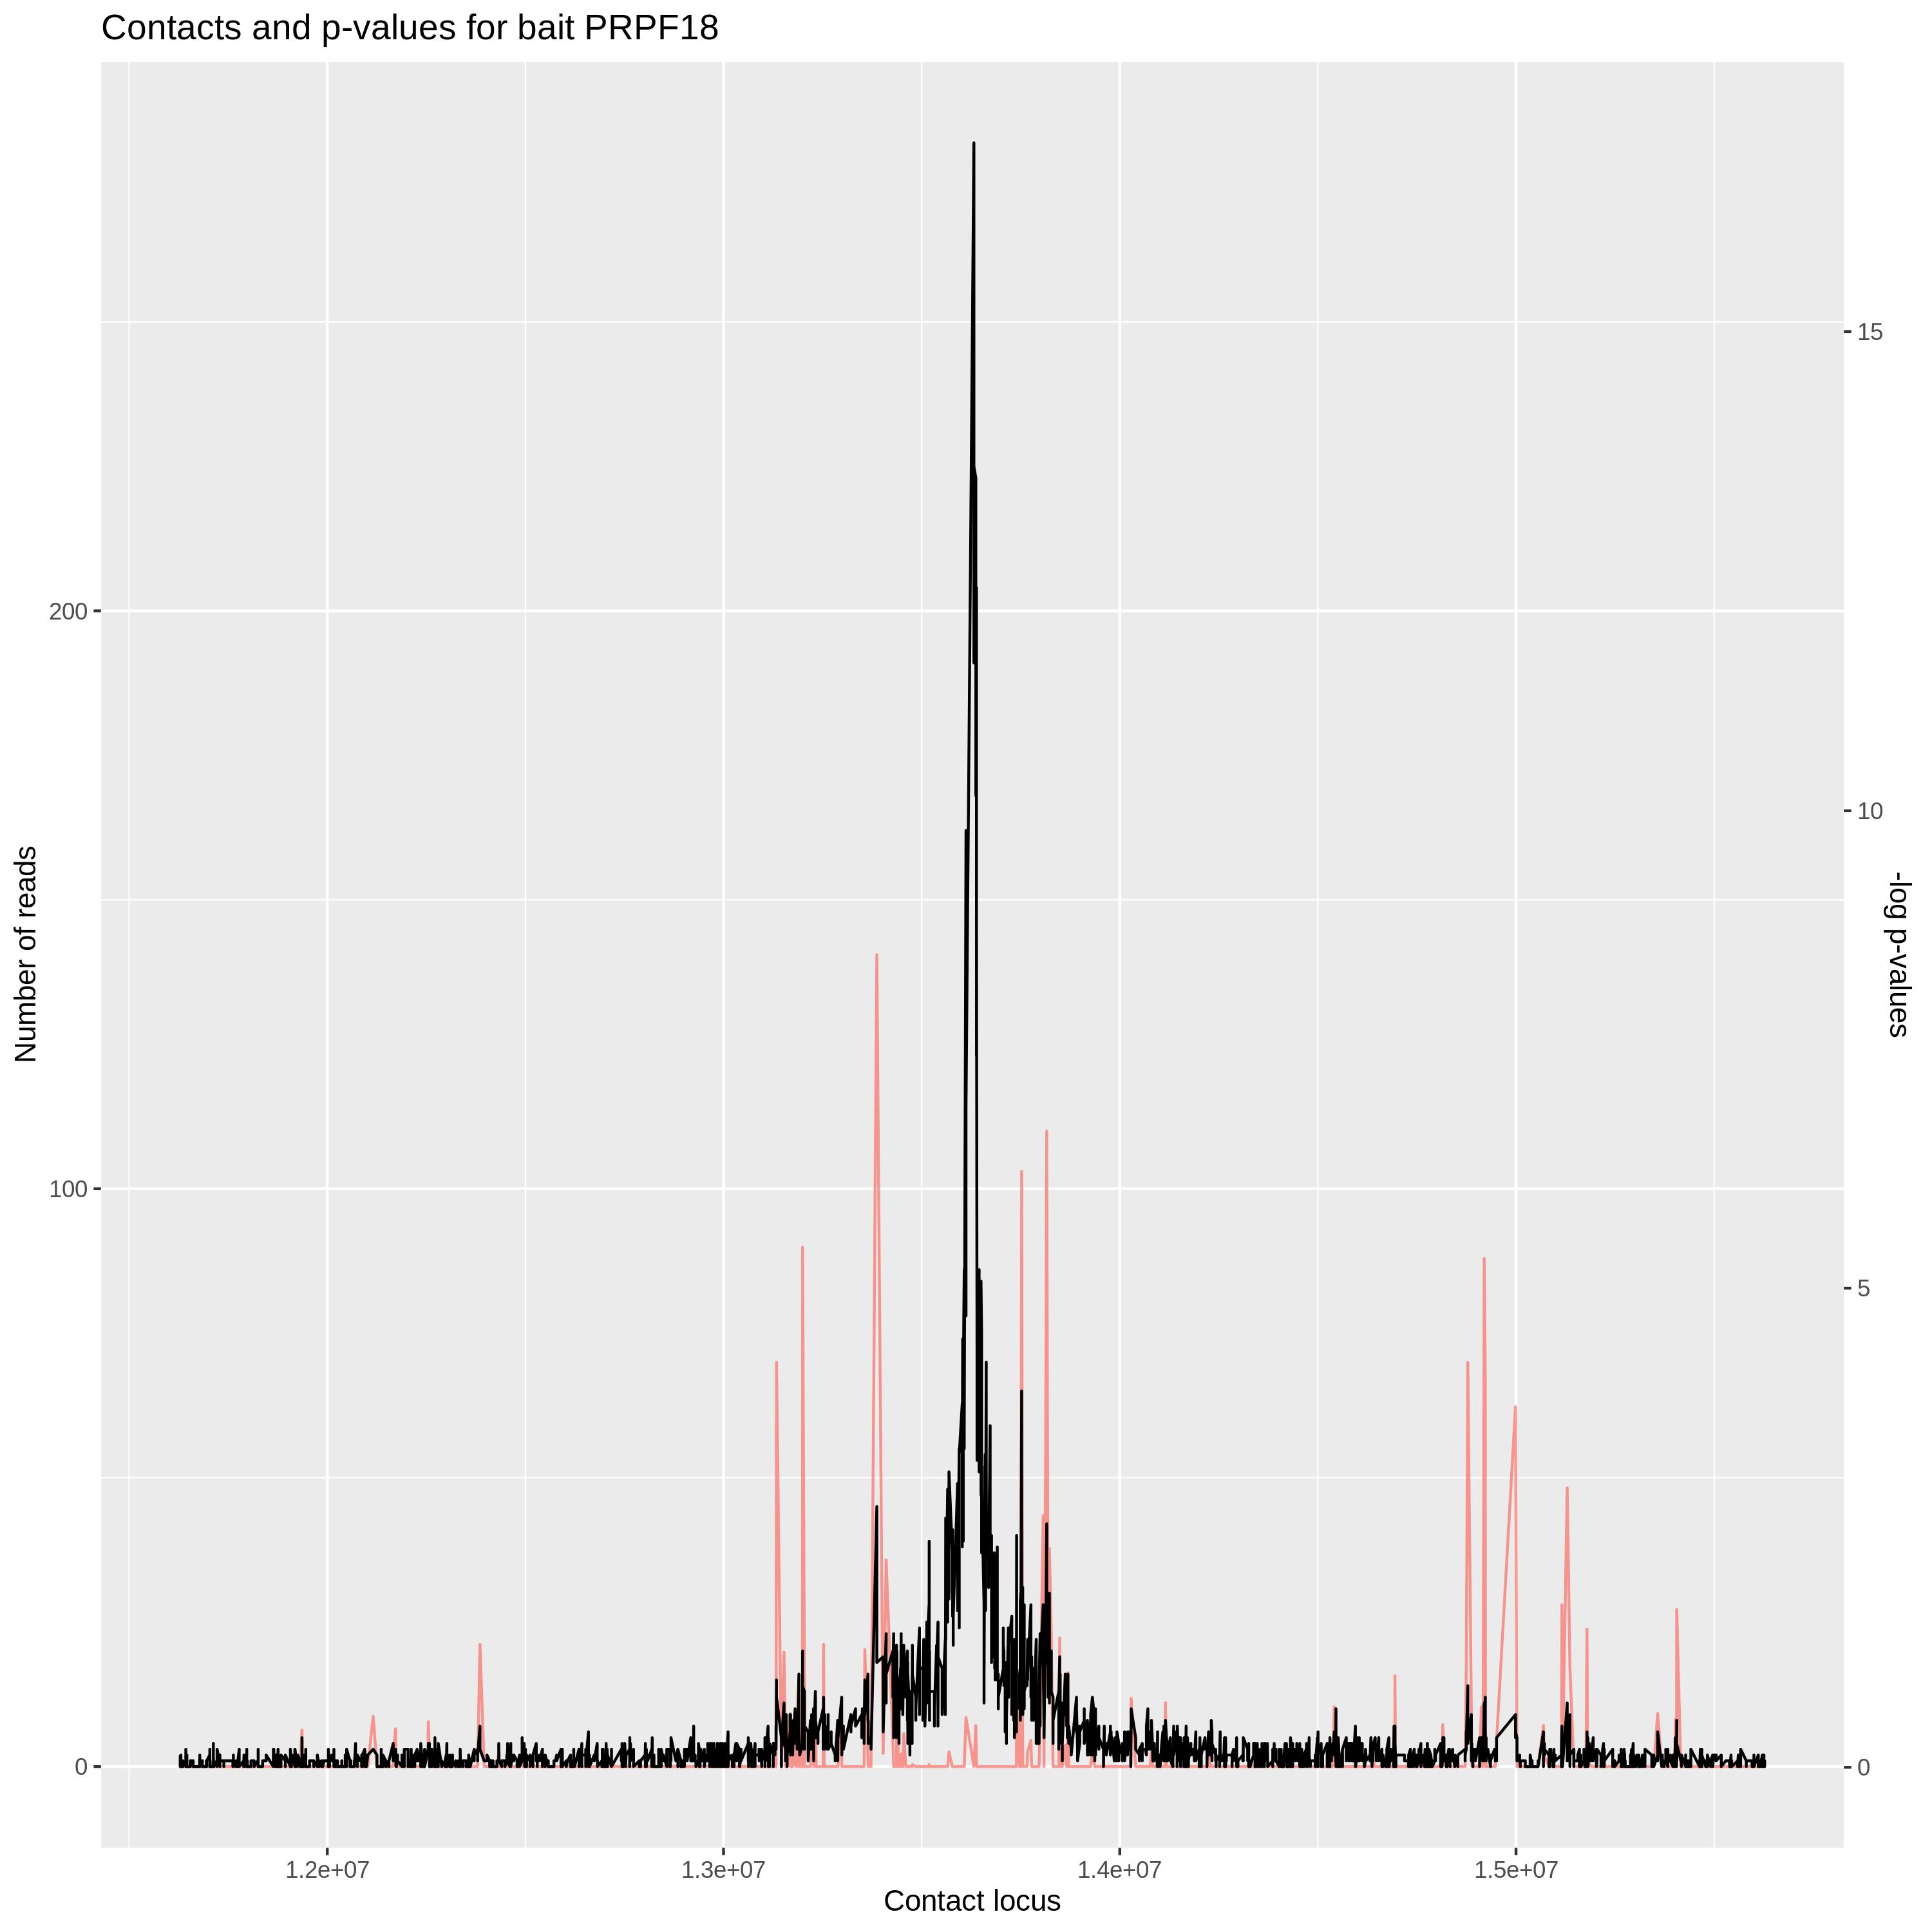 Contacts and p-values for bait PRPF18
Number of reads
200
100
0
15
10
5
0
-log p-values
1.2e+07
1.3e+07
1.4e+07
1.5e+07
Contact locus